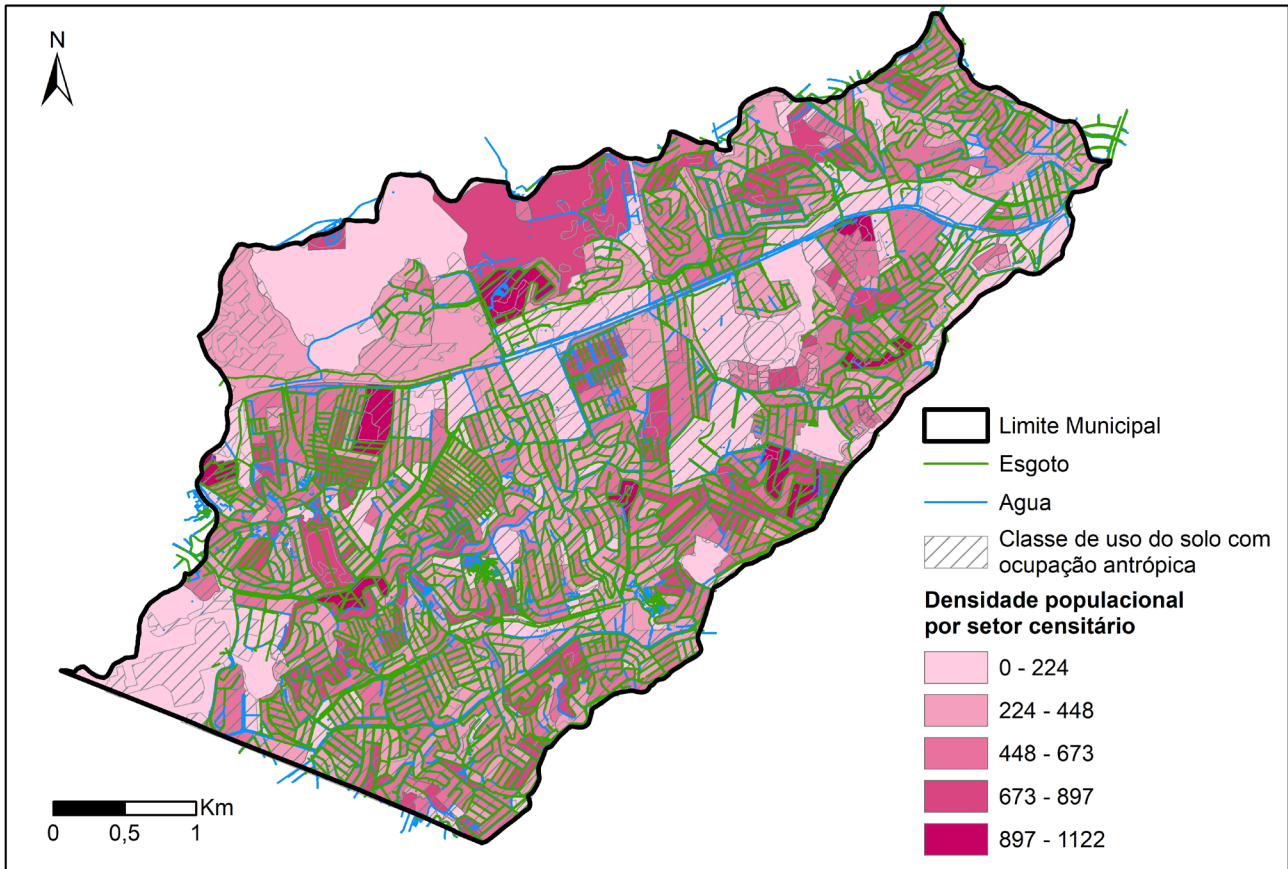 N
Limite Municipal
Esgoto
Agua
Classe de uso do solo com
ocupação antrópica
Densidade populacional
por setor censitário
0 - 224
224 - 448
448 - 673
673 - 897
897 - 1122
Km
0 0,5 1